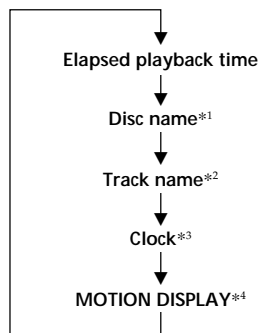 Elapsed playback time
Disc name*1
Track name*2
Clock*3
MOTION DISPLAY*4